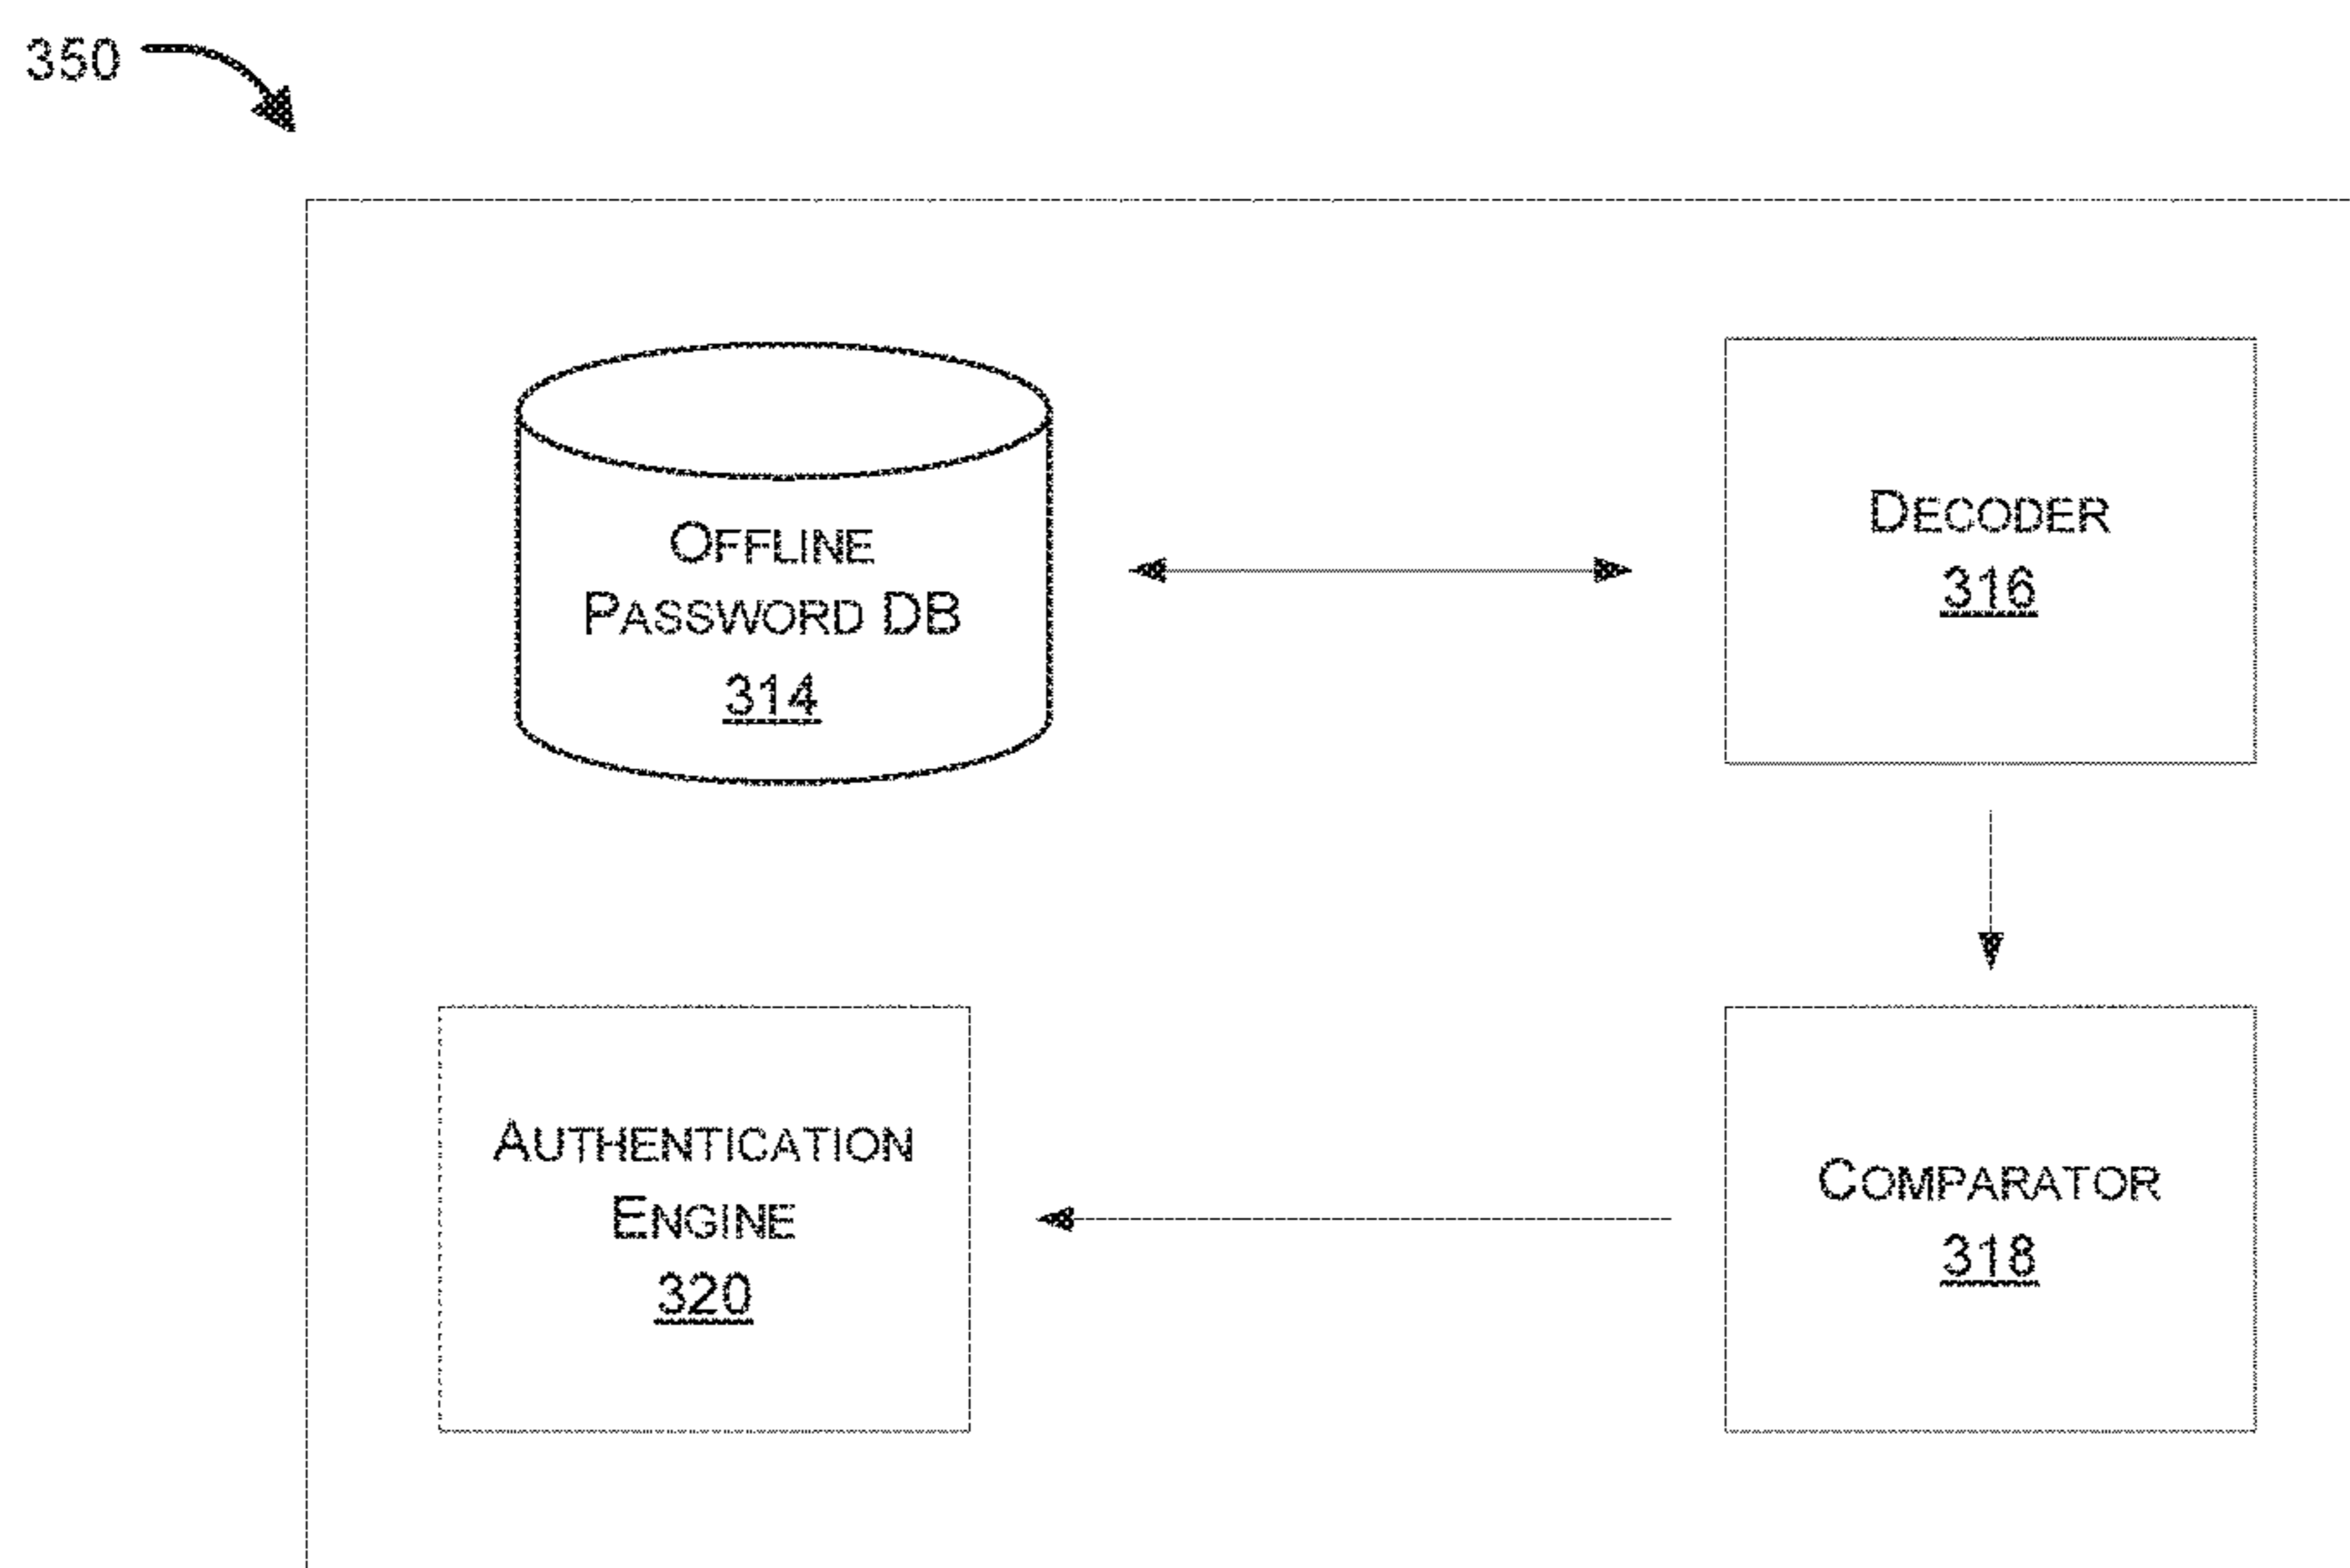 350
OFFLINE
PASSWORD DB
314
DECODER
316
AUTHENTICATION
ENGINE
320
COMPARATOR
318